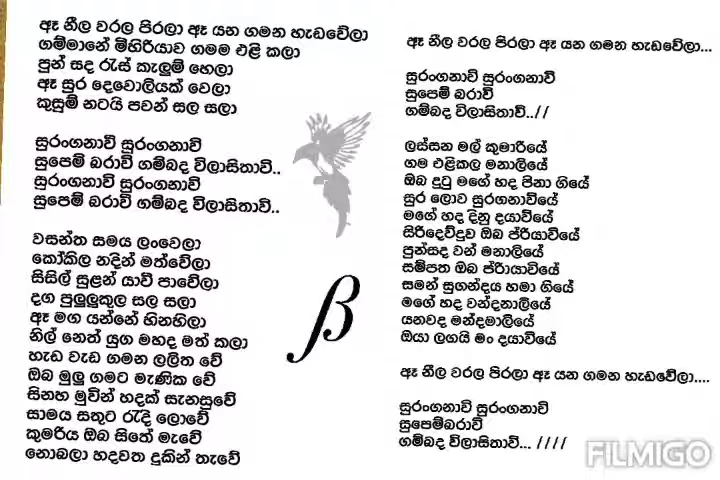 ඈ නීල වරල පිරලා ඈ යන ගමන හැඩවේලා
ගම්මානේ මිහිරියාව ගමම එළි කලා
පුන් සඳ රැස් කැලුම් හෙලා
ඈ සුර දෙවොලියක් වෙලා
කුසුම් නටයි පවන් සල සලා
සුරංගනාවී සුරංගනාවී
සුපෙම් බරාවී ගම්බද විලාසිතාවී..
සුරංගනාවි සුරංගනාවි
සුපෙම් බරාවී ගම්බද විලාසිතාවී..
වසන්ත සමය ලංවෙලා
කෝකිල නදින් මත්වේලා
සිසිල් සුළන් යාවී පාවේලා
දග පුලුලුකුල සල සලා
ඈ මග යන්නේ හිනහිලා
නිල් නෙත් යුග මහද මත් කලා
හැඩ වැඩ ගමන ලලිත වේ
ඔබ මුලු ගමට මැණික වේ
සිනහ මුවින් හදක් සැනසුවේ
සාමය සතුට රැදි ලොවේ
කුමරිය ඔබ සිතේ මැවේ
නොබලා හදවත දුකින් තැවේ
β
ඈ නීල වරල පිරලා ඈ යන ගමන හැඩවේලා...
සුරංගනාවී සුරංගනාවී
සුපෙම් බරාවී
ගම්බද විලාසිතාවී..//
ලස්සන මල් කුමාරියේ
ගම එළිකල මනාලියේ
ඔබ දුටු මගේ හද පිනා ගියේ
සුර ලොව සුරගනාවියේ
මගේ හද දිනු දයාවියේ
සිරිදෙව්දුව ඔබ ප්රියාවියේ
පුන්සද වන් මනාලියේ
සම්පත ඔබ ප්රියාවියේ
සමන් සුගන්දය හමා ගියේ
මගේ හද වන්දනාලියේ
යනවද මන්දමාලියේ
ඔයා ලගයි මං දයාවියේ
ඈ නීල වරල පිරලා ඈ යන ගමන හැඩවේලා....
සුරංගනාවි සුරංගනාවි
සුපෙම්බරාවි
ගම්බද විලාසිතාවී... ////
FILMIGO